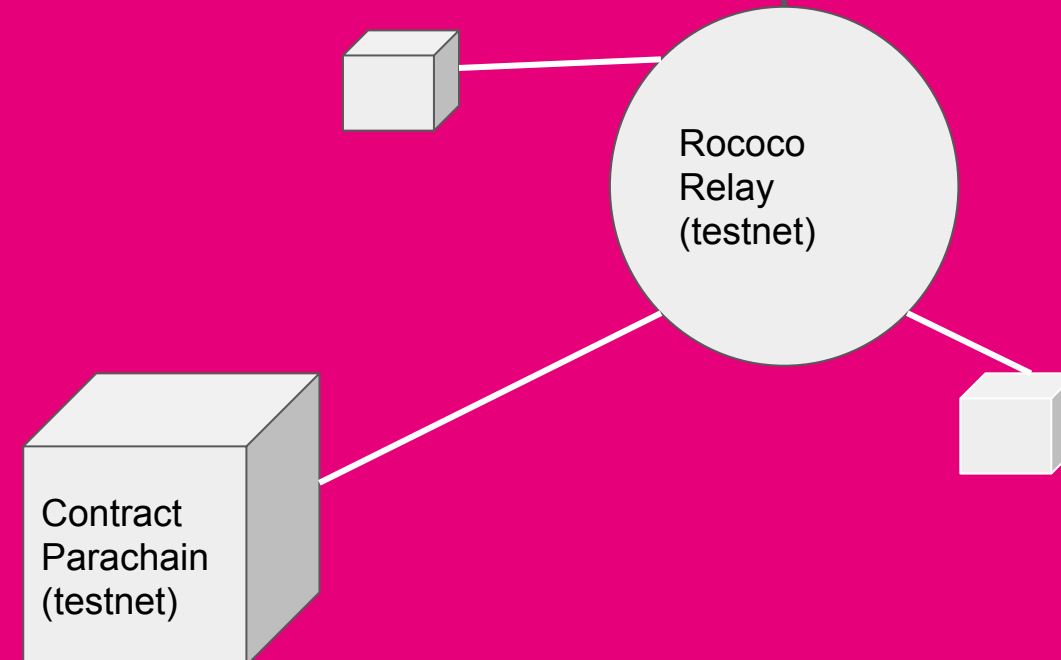 Rococo
Relay
(testnet)
Contract
Parachain
(testnet)